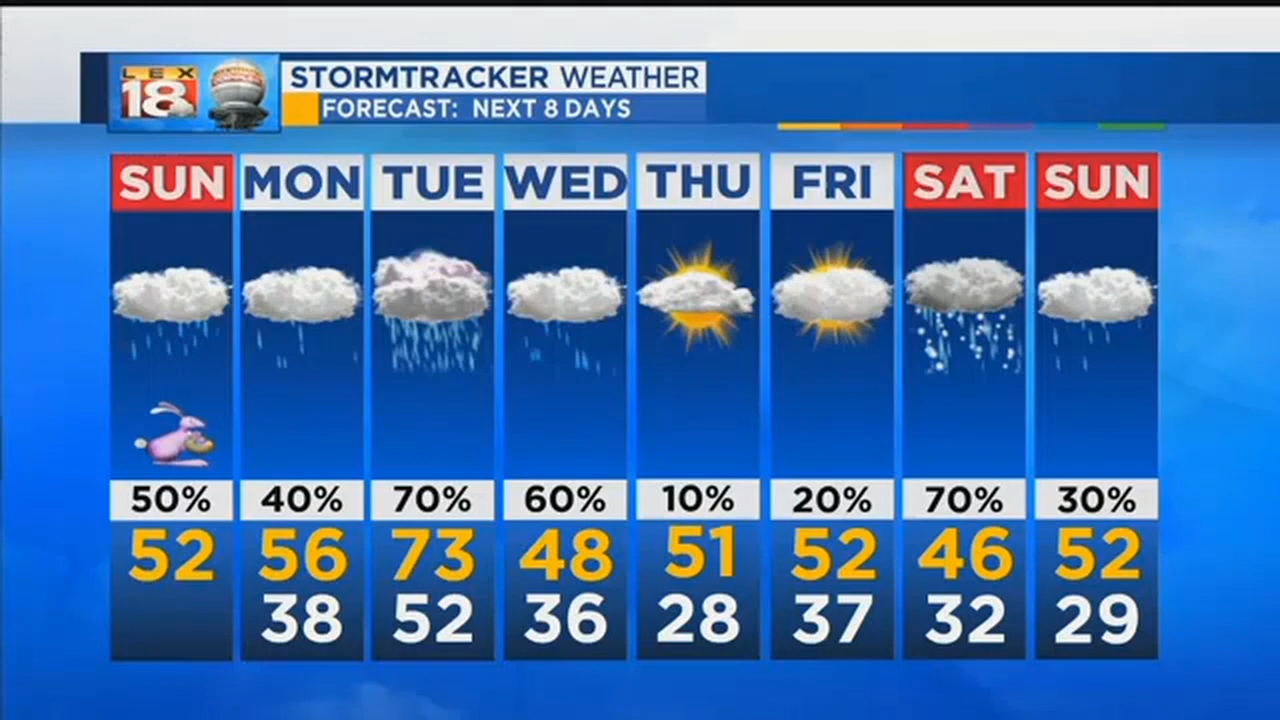 LEX
18
STORMTRACKER WEATHER
FORECAST: NEXT 8 DAYS
SUN MON TUE WED THU FRI SAT SUN
50% 40% 70% 60% 10% 20% 70% 30%
52 56 73 48 51 52 46 52
38 52 36 28 37 32 29